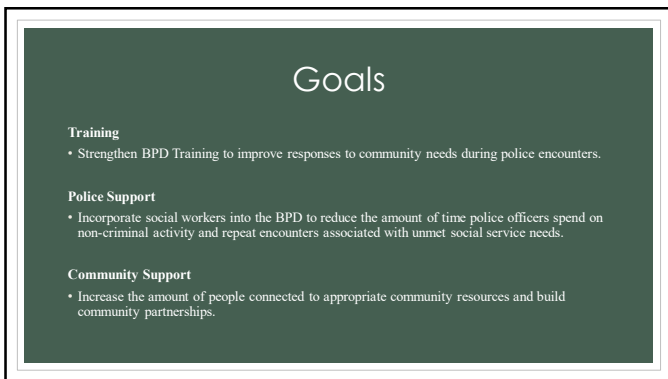 Goals
Training
• Strengthen BPD Training to improve responses to community needs during police encounters.
Police Support
• Incorporate social workers into the BPD to reduce the amount of time police officers spend on
non-criminal activity and repeat encounters associated with unmet social service needs.
Community Support
• Increase the amount of people connected to appropriate community resources and build
community partnerships.